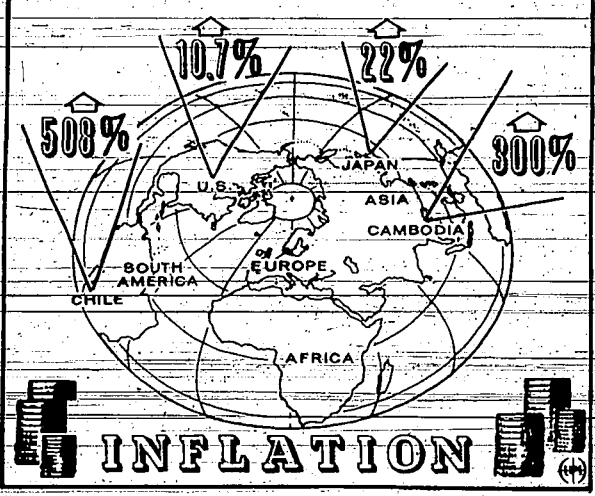 10.7%
22%
508%
300%
JAPAN
U.S.
ASIA
CAMBODIA
SOUTH
AMERICA
EUROPE
CHILE
AFRICA
INFLATION